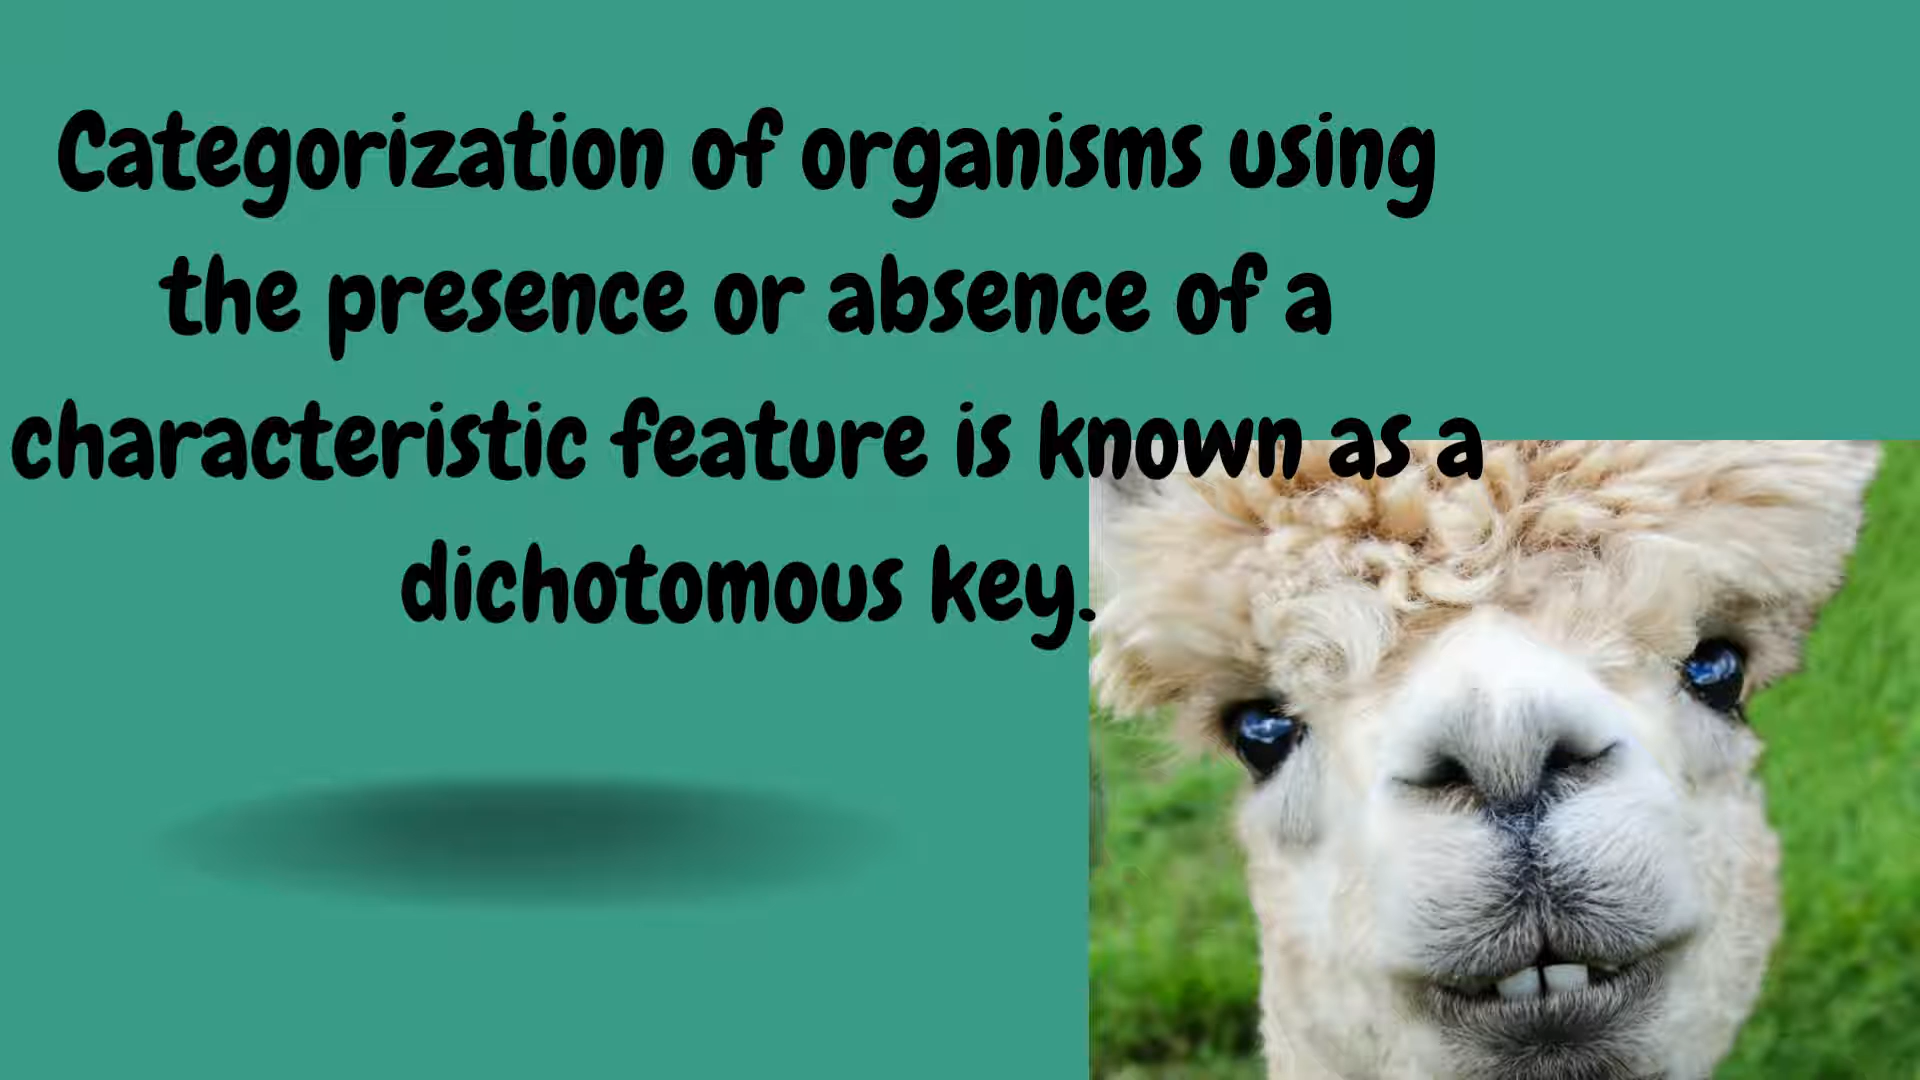 Categorization of organisms using
the presence or absence of a
characteristic feature is known as a
dichotomous key.